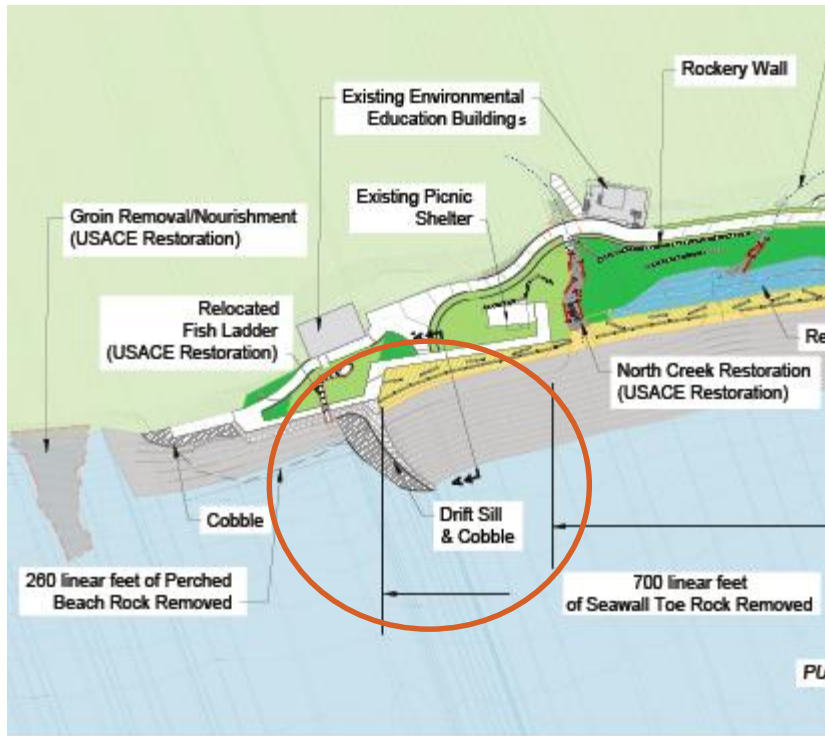 Rockery Wall
Existing Environmental
Education Buildings
Existing Picnic
Shelter
Groin Removal/Nourishment
(USACE Restoration)
Relocated
Fish Ladder
(USACE Restoration)
Re
North Creek Restoration
(USACE Restoration)
Cobble
Drift Sill
& Cobble
260 linear feet of Perched
Beach Rock Removed
700 linear feet
of Seawall Toe Rock Removed
PU